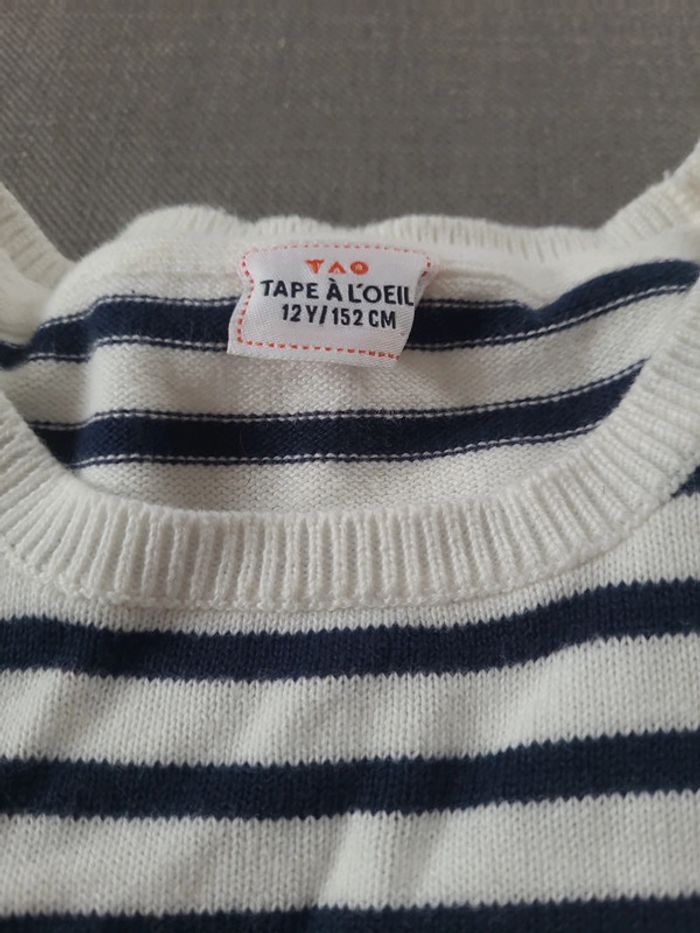 TAO
TAPE À L'OEIL
12 Y/152 CM